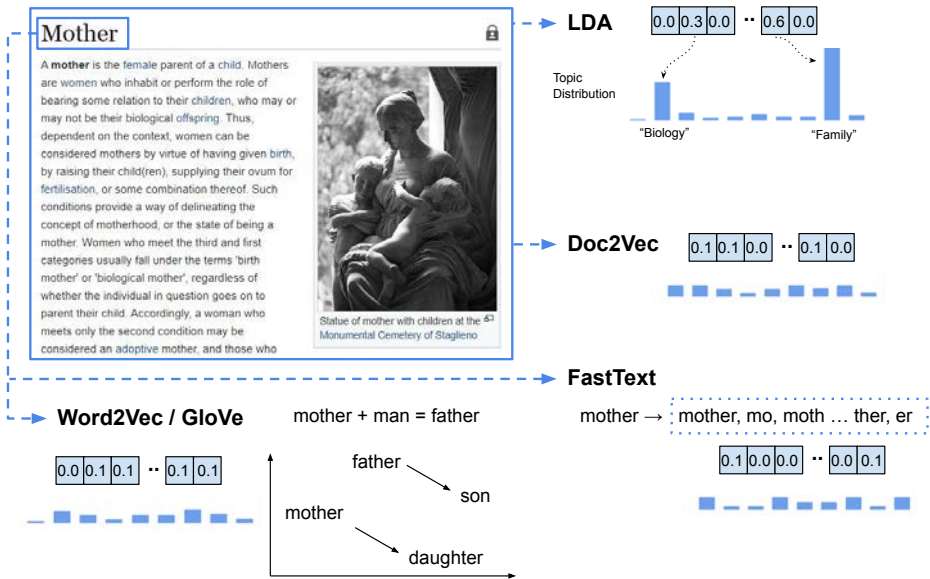 Mother
A mother is the female parent of a child. Mothers
are women who inhabit or perform the role of
bearing some relation to their children, who may or
may not be their biological offspring. Thus,
dependent on the context, women can be
considered mothers by virtue of having given birth,
by raising their child(ren), supplying their ovum for
fertilisation, or some combination thereof. Such
conditions provide a way of delineating the
concept of motherhood, or the state of being a
mother. Women who meet the third and first
categories usually fall under the terms 'birth
mother' or 'biological mother', regardless of
whether the individual in question goes on to
parent their child. Accordingly, a woman who
meets only the second condition may be
considered an adoptive mother, and those who
Statue of mother with children at the
Monumental Cemetery of Staglieno
LDA
0.0 0.3 0.0 ·· 0.6 0.0
Topic
Distribution
“Biology” “Family”
Doc2Vec
0.1 0.1 0.0 ·· 0.1 0.0
FastText
mother → mother, mo, moth … ther, er
0.1 0.0 0.0 ·· 0.0 0.1
Word2Vec / GloVe
0.0 0.1 0.1 ·· 0.1 0.1
mother + man = father
father
son
mother
daughter